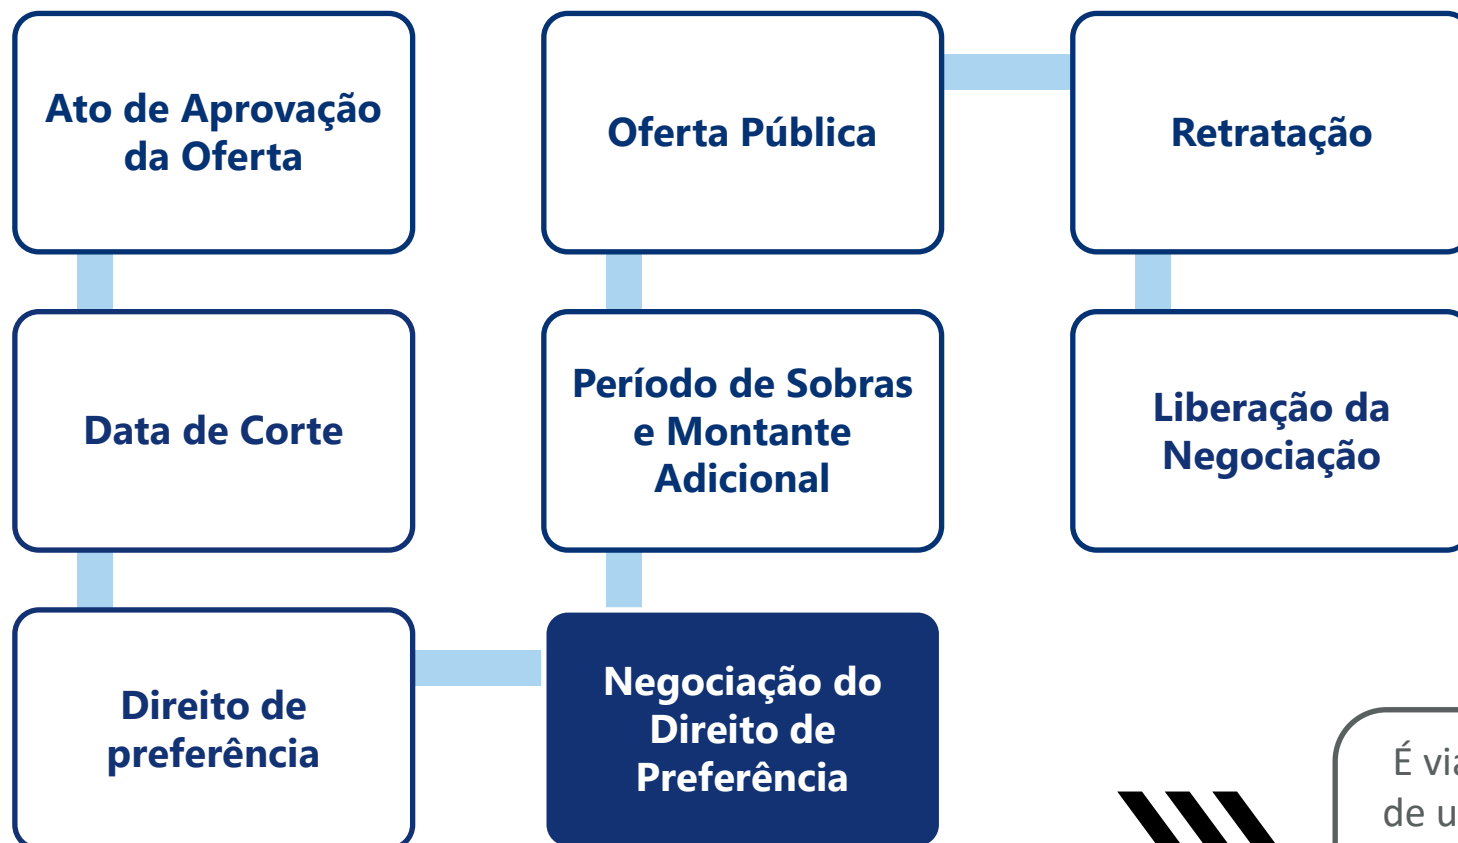 Ato de Aprovação
da Oferta
Data de Corte
Direito de
preferência
Negociação do
Direito de
Preferência
Período de Sobras
e Montante
Adicional
Oferta Pública
Retratação
Liberação da
Negociação
É
de